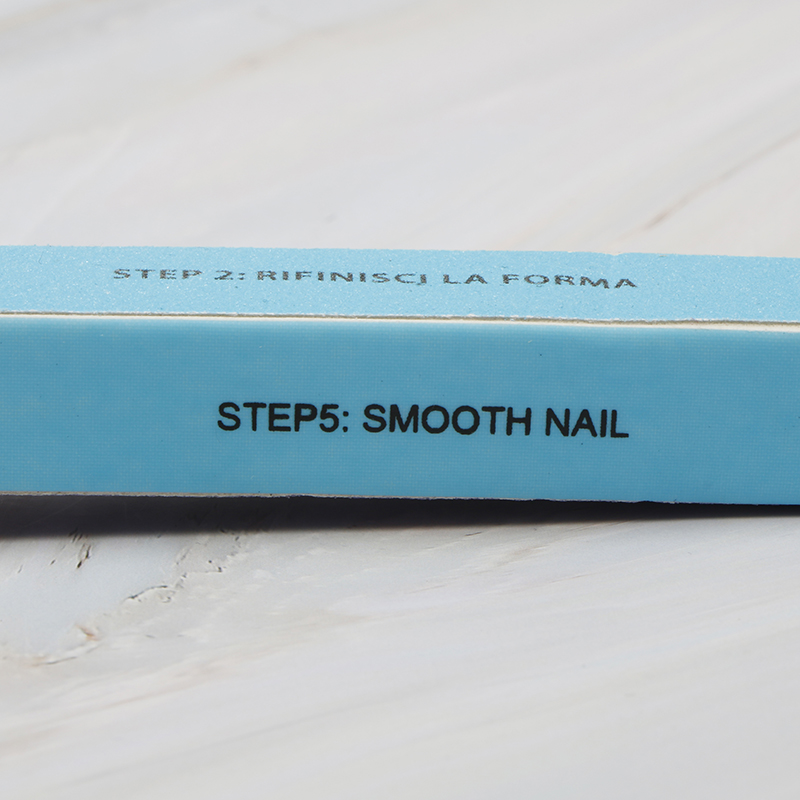 STEP 2: RIFINISCJ LA FORMA
STEP5: SMOOTH NAIL